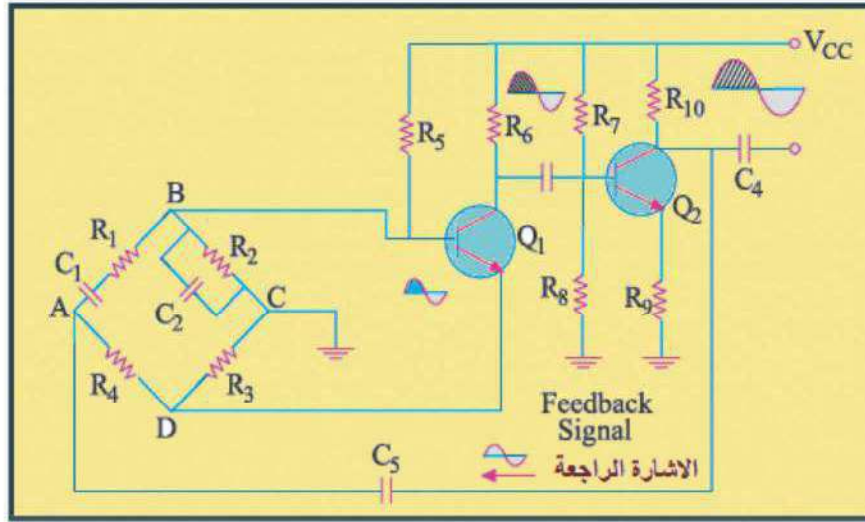 V_CC
R₅
R₆
R₇
R₁₀
C₄
B
R₁
C₁
R₂
Q₁
Q₂
A
C₂
C
R₈
R₉
R₄
R₃
D
Feedback
Signal
C₅
الاشارة الراجعة